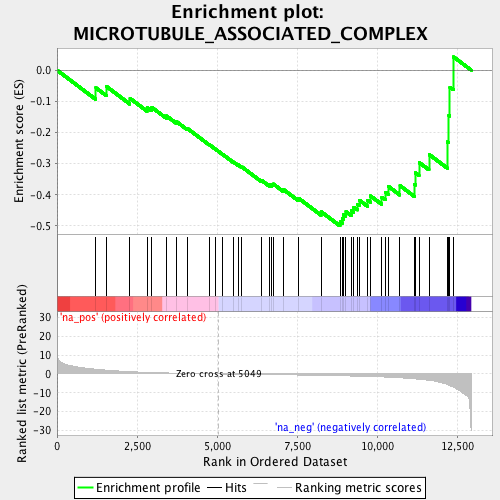 Enrichment plot:
MICROTUBULE_ASSOCIATED_COMPLEX
Enrichment score (ES)
0.0
-0.1
-0.2
-0.3
-0.4
-0.5
'na_pos' (positively correlated)
Ranked list metric (PreRanked)
30
20
10
0
-10
-20
-30
Zero cross at 5049
'na_neg' (negatively correlated)
0
2,500
5,000
7,500
10,000
12,500
Rank in Ordered Dataset
Enrichment profile
Hits
Ranking metric scores